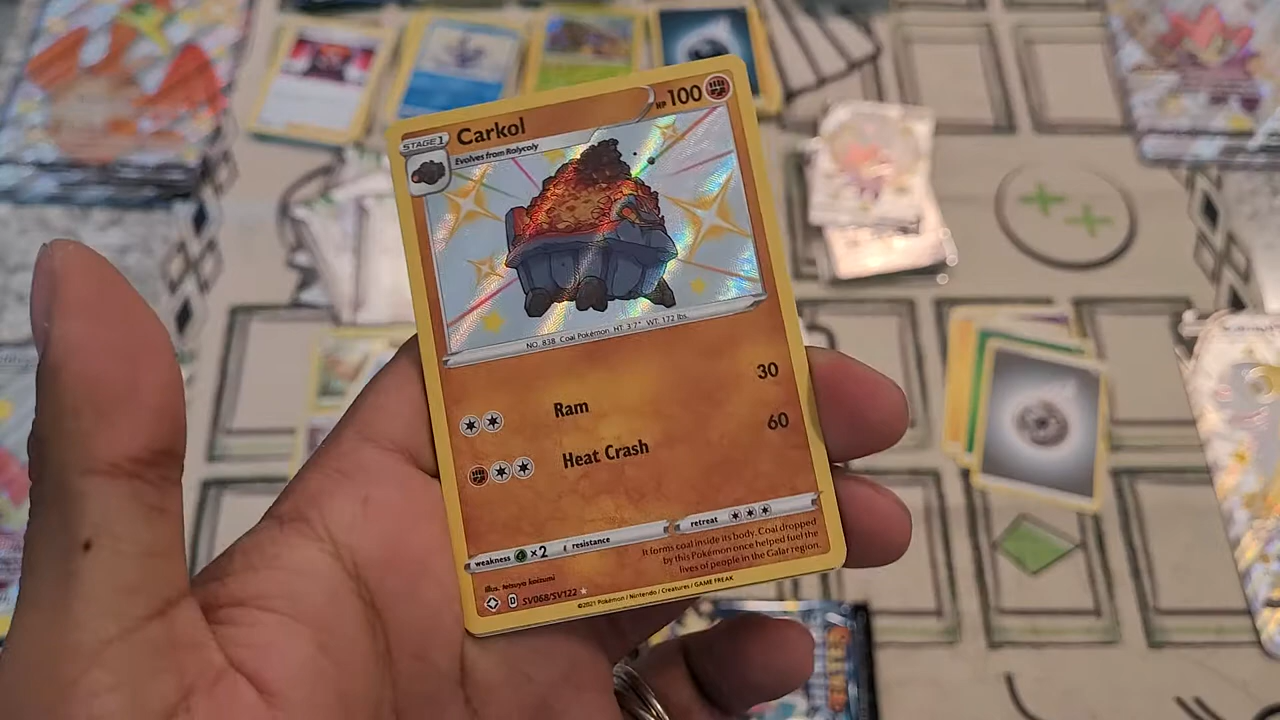 STAGE1
Carkol
HP 100
Evolves from Rolycoly
NO. 838 Coal Pokémon HT. 3'7" WT. 172 lbs.
Ram 30
Heat Crash 60
weakness ×2 resistance retreat
It forms coal inside its body. Coal dropped
by this Pokémon once helped fuel the
lives of people in the Galar region.
Illus. tetsuya koizumi
D SV068/SV122
©2021 Pokémon / Nintendo / Creatures / GAME FREAK